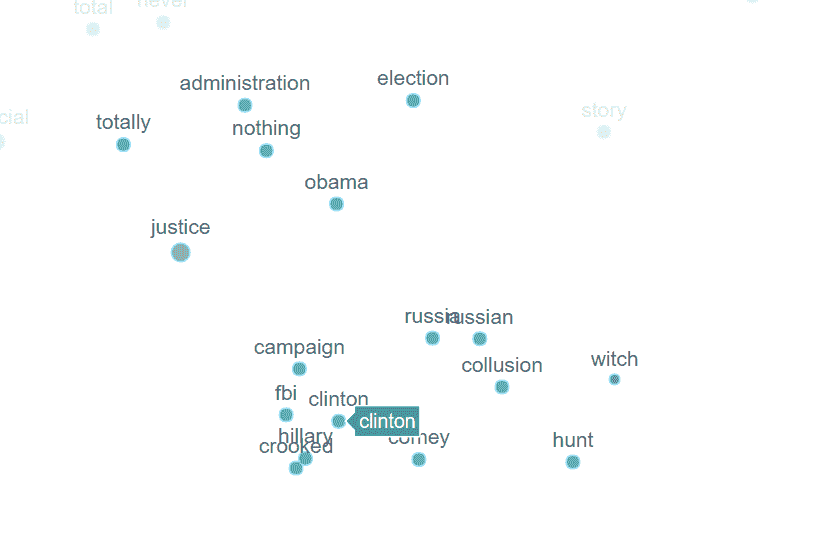 total
never
administration
election
cial
totally
nothing
story
obama
justice
russia
russian
campaign
collusion
witch
fbi
clinton
clinton
hillary
comey
crooked
hunt